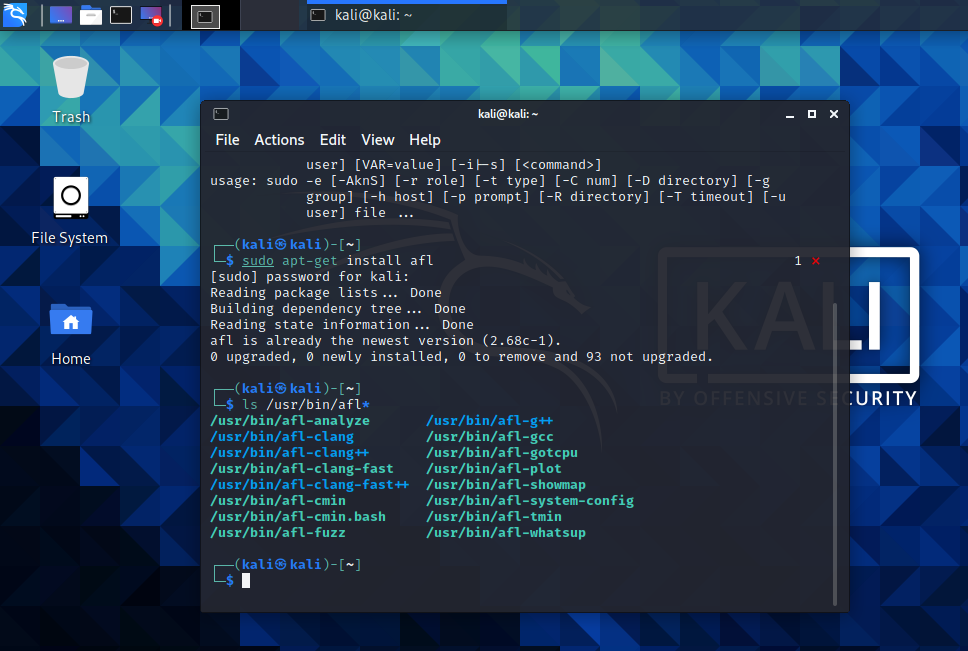 kali@kali: ~
Trash
File System
Home
kali@kali: ~
File Actions Edit View Help
user] [VAR=value] [-i|-s] [<command>]
usage: sudo -e [-AknS] [-r role] [-t type] [-C num] [-D directory] [-g
group] [-h host] [-p prompt] [-R directory] [-T timeout] [-u
user] file ...
┌──(kali㉿kali)-[~]
└─$ sudo apt-get install afl 1 ⨯
[sudo] password for kali:
Reading package lists... Done
Building dependency tree... Done
Reading state information... Done
afl is already the newest version (2.68c-1).
0 upgraded, 0 newly installed, 0 to remove and 93 not upgraded.
┌──(kali㉿kali)-[~]
└─$ ls /usr/bin/afl*
/usr/bin/afl-analyze /usr/bin/afl-g++
/usr/bin/afl-clang /usr/bin/afl-gcc
/usr/bin/afl-clang++ /usr/bin/afl-gotcpu
/usr/bin/afl-clang-fast /usr/bin/afl-plot
/usr/bin/afl-clang-fast++ /usr/bin/afl-showmap
/usr/bin/afl-cmin /usr/bin/afl-system-config
/usr/bin/afl-cmin.bash /usr/bin/afl-tmin
/usr/bin/afl-fuzz /usr/bin/afl-whatsup
┌──(kali㉿kali)-[~]
└─$
KALI
BY OFFENSIVE SECURITY